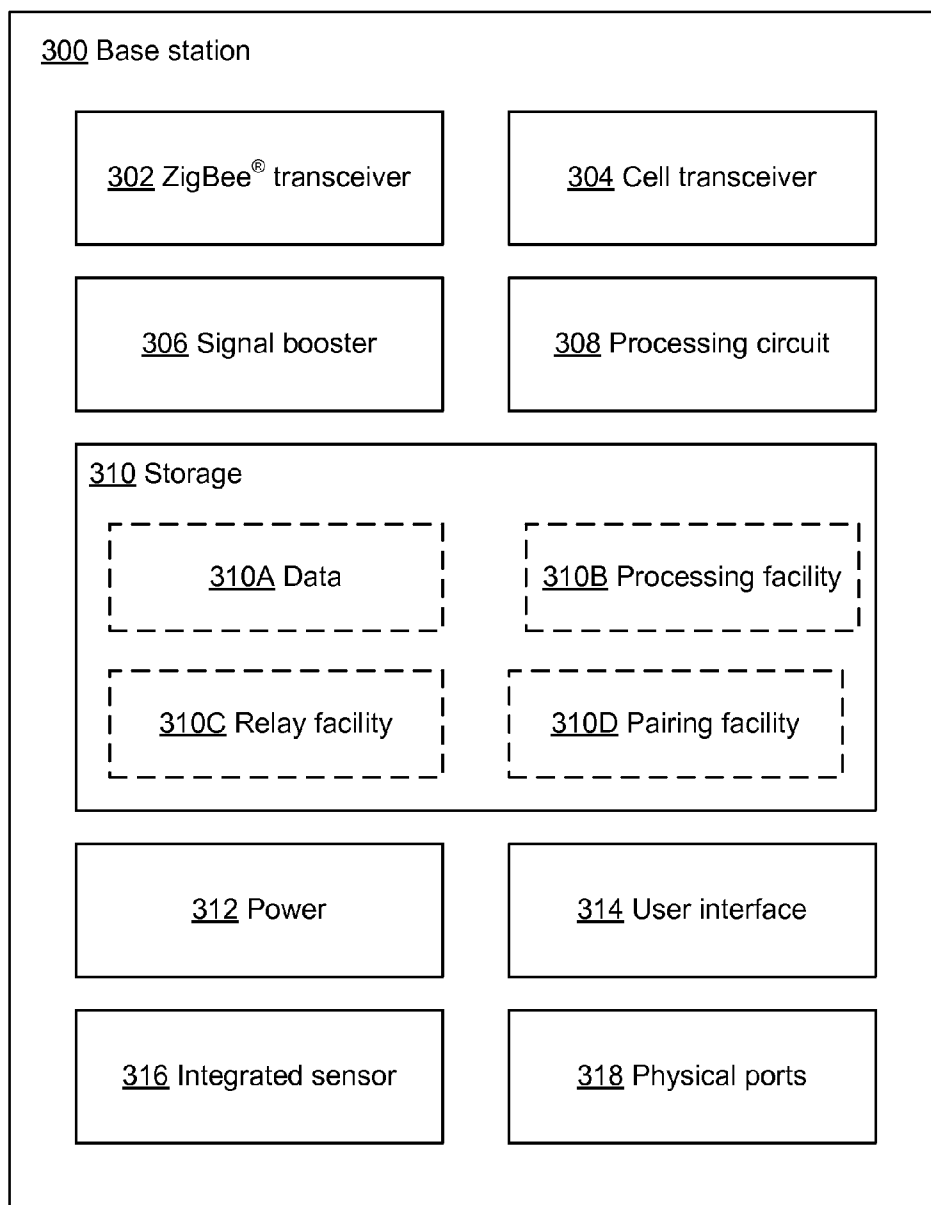 300 Base station
302 ZigBee® transceiver
304 Cell transceiver
306 Signal booster
308 Processing circuit
310 Storage
310A Data
310B Processing facility
310C Relay facility
310D Pairing facility
312 Power
314 User interface
316 Integrated sensor
318 Physical ports